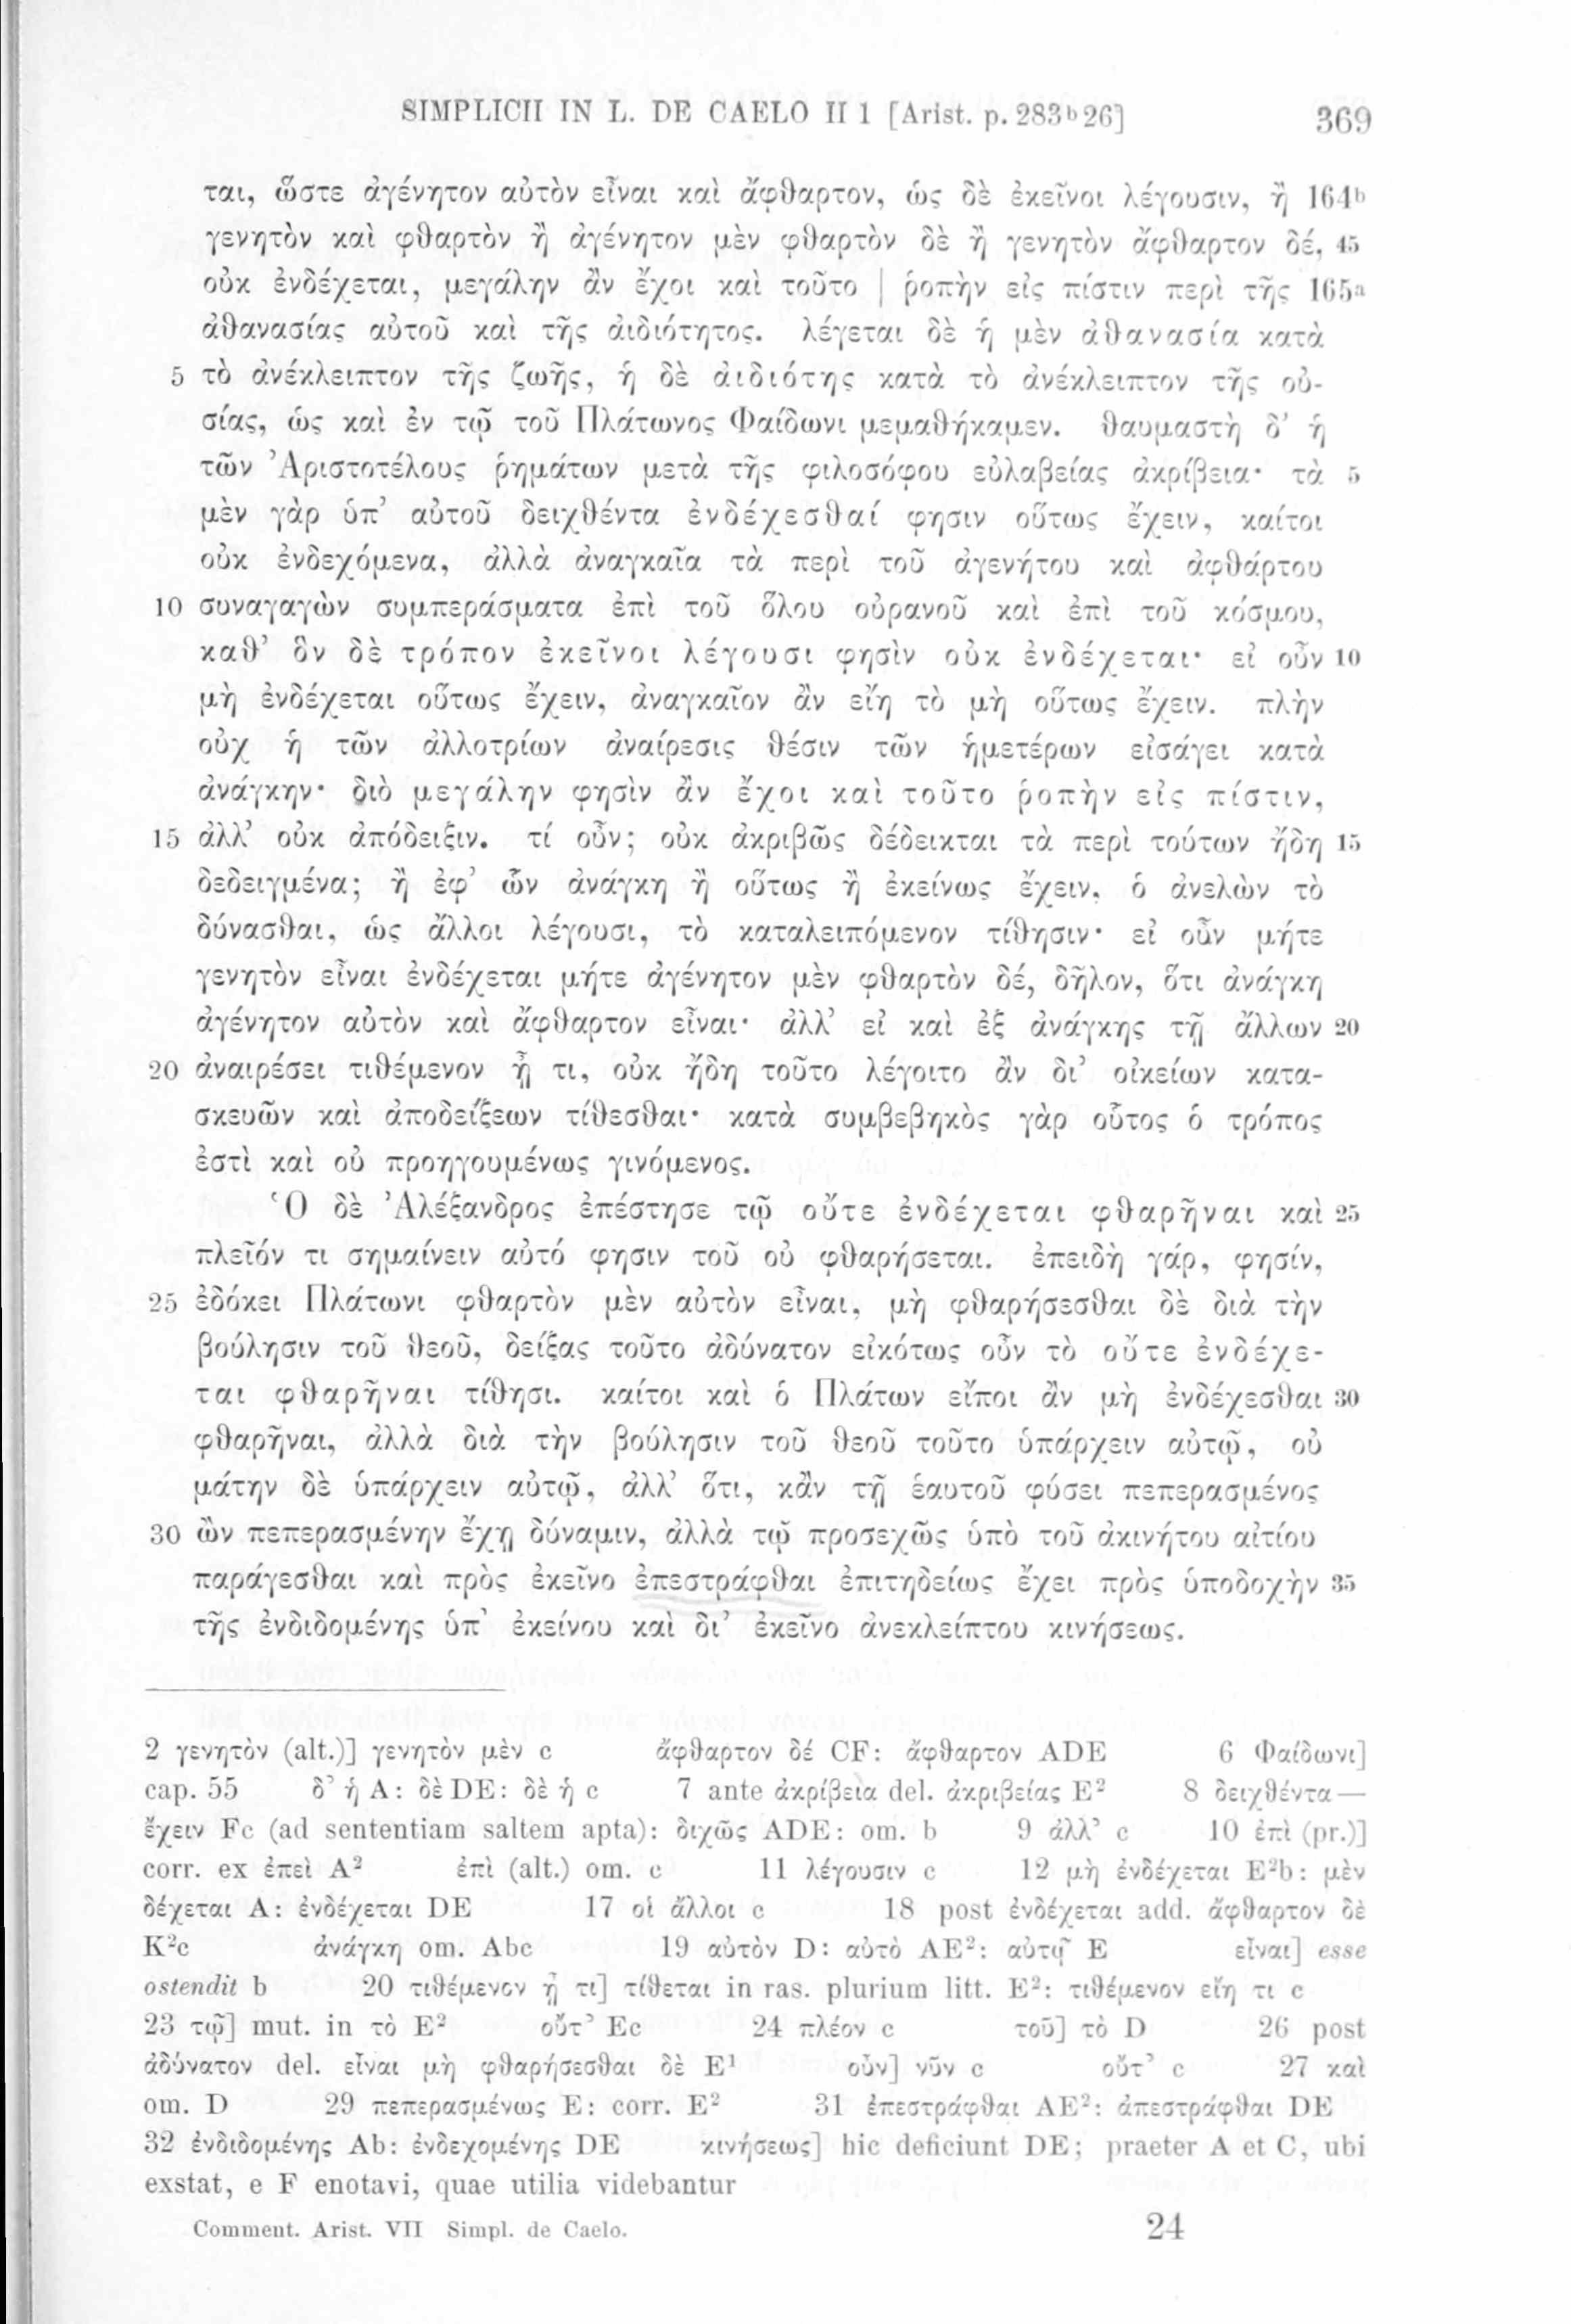 SIMPLICII IN L. DE CAELO II 1 [Arist. p. 283ᵇ26] 369
ται, ὥστε ἀγένητον αὐτὸν εἶναι καὶ ἄφθαρτον, ὡς δὲ ἐκεῖνοι λέγουσιν, ἢ 164ᵇ
γενητὸν καὶ φθαρτὸν ἢ ἀγένητον μὲν φθαρτὸν δὲ ἢ γενητὸν ἄφθαρτον δέ, 45
οὐκ ἐνδέχεται, μεγάλην ἂν ἔχοι καὶ τοῦτο | ῥοπὴν εἰς πίστιν περὶ τῆς 165ᵃ
ἀθανασίας αὐτοῦ καὶ τῆς ἀιδιότητος. λέγεται δὲ ἡ μὲν ἀθανασία κατὰ
5 τὸ ἀνέκλειπτον τῆς ζωῆς, ἡ δὲ ἀιδιότης κατὰ τὸ ἀνέκλειπτον τῆς οὐ-
σίας, ὡς καὶ ἐν τῷ τοῦ Πλάτωνος Φαίδωνι μεμαθήκαμεν. θαυμαστὴ δ’ ἡ
τῶν Ἀριστοτέλους ῥημάτων μετὰ τῆς φιλοσόφου εὐλαβείας ἀκρίβεια· τὰ 5
μὲν γὰρ ὑπ’ αὐτοῦ δειχθέντα ἐνδέχεσθαί φησιν οὕτως ἔχειν, καίτοι
οὐκ ἐνδεχόμενα, ἀλλὰ ἀναγκαῖα τὰ περὶ τοῦ ἀγενήτου καὶ ἀφθάρτου
10 συναγαγὼν συμπεράσματα ἐπὶ τοῦ ὅλου οὐρανοῦ καὶ ἐπὶ τοῦ κόσμου,
καθ’ ὃν δὲ τρόπον ἐκεῖνοι λέγουσι φησὶν οὐκ ἐνδέχεται· εἰ οὖν 10
μὴ ἐνδέχεται οὕτως ἔχειν, ἀναγκαῖον ἂν εἴη τὸ μὴ οὕτως ἔχειν. πλὴν
οὐχ ἡ τῶν ἀλλοτρίων ἀναίρεσις θέσιν τῶν ἡμετέρων εἰσάγει κατὰ
ἀνάγκην· διὸ μεγάλην φησὶν ἂν ἔχοι καὶ τοῦτο ῥοπὴν εἰς πίστιν,
15 ἀλλ’ οὐκ ἀπόδειξιν. τί οὖν; οὐκ ἀκριβῶς δέδεικται τὰ περὶ τούτων ἤδη 15
δεδειγμένα; ἢ ἐφ’ ὧν ἀνάγκη ἢ οὕτως ἢ ἐκείνως ἔχειν, ὁ ἀνελὼν τὸ
δύνασθαι, ὡς ἄλλοι λέγουσι, τὸ καταλειπόμενον τίθησιν· εἰ οὖν μήτε
γενητὸν εἶναι ἐνδέχεται μήτε ἀγένητον μὲν φθαρτὸν δέ, δῆλον, ὅτι ἀνάγκη
ἀγένητον αὐτὸν καὶ ἄφθαρτον εἶναι· ἀλλ’ εἰ καὶ ἐξ ἀνάγκης τῇ ἄλλων 20
20 ἀναιρέσει τιθέμενον ᾖ τι, οὐκ ἤδη τοῦτο λέγοιτο ἂν δι’ οἰκείων κατα-
σκευῶν καὶ ἀποδείξεων τίθεσθαι· κατὰ συμβεβηκὸς γὰρ οὗτος ὁ τρόπος
ἐστὶ καὶ οὐ προηγουμένως γινόμενος.
Ὁ δὲ Ἀλέξανδρος ἐπέστησε τῷ οὔτε ἐνδέχεται φθαρῆναι καὶ 25
πλεῖόν τι σημαίνειν αὐτό φησιν τοῦ οὐ φθαρήσεται. ἐπειδὴ γάρ, φησίν,
25 ἐδόκει Πλάτωνι φθαρτὸν μὲν αὐτὸν εἶναι, μὴ φθαρήσεσθαι δὲ διὰ τὴν
βούλησιν τοῦ θεοῦ, δείξας τοῦτο ἀδύνατον εἰκότως οὖν τὸ οὔτε ἐνδέχε-
ται φθαρῆναι τίθησι. καίτοι καὶ ὁ Πλάτων εἴποι ἂν μὴ ἐνδέχεσθαι 30
φθαρῆναι, ἀλλὰ διὰ τὴν βούλησιν τοῦ θεοῦ τοῦτο ὑπάρχειν αὐτῷ, οὐ
μάτην δὲ ὑπάρχειν αὐτῷ, ἀλλ’ ὅτι, κἂν τῇ ἑαυτοῦ φύσει πεπερασμένος
30 ὢν πεπερασμένην ἔχῃ δύναμιν, ἀλλὰ τῷ προσεχῶς ὑπὸ τοῦ ἀκινήτου αἰτίου
παράγεσθαι καὶ πρὸς ἐκεῖνο ἐπεστράφθαι ἐπιτηδείως ἔχει πρὸς ὑποδοχὴν 35
τῆς ἐνδιδομένης ὑπ’ ἐκείνου καὶ δι’ ἐκεῖνο ἀνεκλείπτου κινήσεως.
2 γενητὸν (alt.)] γενητὸν μὲν c ἄφθαρτον δέ CF: ἄφθαρτον ADE 6 Φαίδωνι]
cap. 55 δ’ ἡ A: δὲ DE: δὲ ἡ c 7 ante ἀκρίβεια del. ἀκριβείας E² 8 δειχθέντα—
ἔχειν Fc (ad sententiam saltem apta): διχῶς ADE: om. b 9 ἀλλ’ c 10 ἐπὶ (pr.)]
corr. ex ἐπεὶ A² ἐπὶ (alt.) om. c 11 λέγουσιν c 12 μὴ ἐνδέχεται E²b: μὲν
δέχεται A: ἐνδέχεται DE 17 οἱ ἄλλοι c 18 post ἐνδέχεται add. ἄφθαρτον δὲ
K²c ἀνάγκη om. Abc 19 αὐτὸν D: αὐτὸ AE²: αὐτῷ E εἶναι] esse
ostendit b 20 τιθέμενον ᾖ τι] τίθεται in ras. plurium litt. E²: τιθέμενον εἴη τι c
23 τῷ] mut. in τὸ E² οὔτ’ Ec 24 πλέον c τοῦ] τὸ D 26 post
ἀδύνατον del. εἶναι μὴ φθαρήσεσθαι δὲ E¹ οὖν] νῦν c οὔτ’ c 27 καὶ
om. D 29 πεπερασμένως E: corr. E² 31 ἐπεστράφθαι AE²: ἀπεστράφθαι DE
32 ἐνδιδομένης Ab: ἐνδεχομένης DE κινήσεως] hic deficiunt DE; praeter A et C, ubi
exstat, e F enotavi, quae utilia videbantur
Comment. Arist. VII Simpl. de Caelo. 24